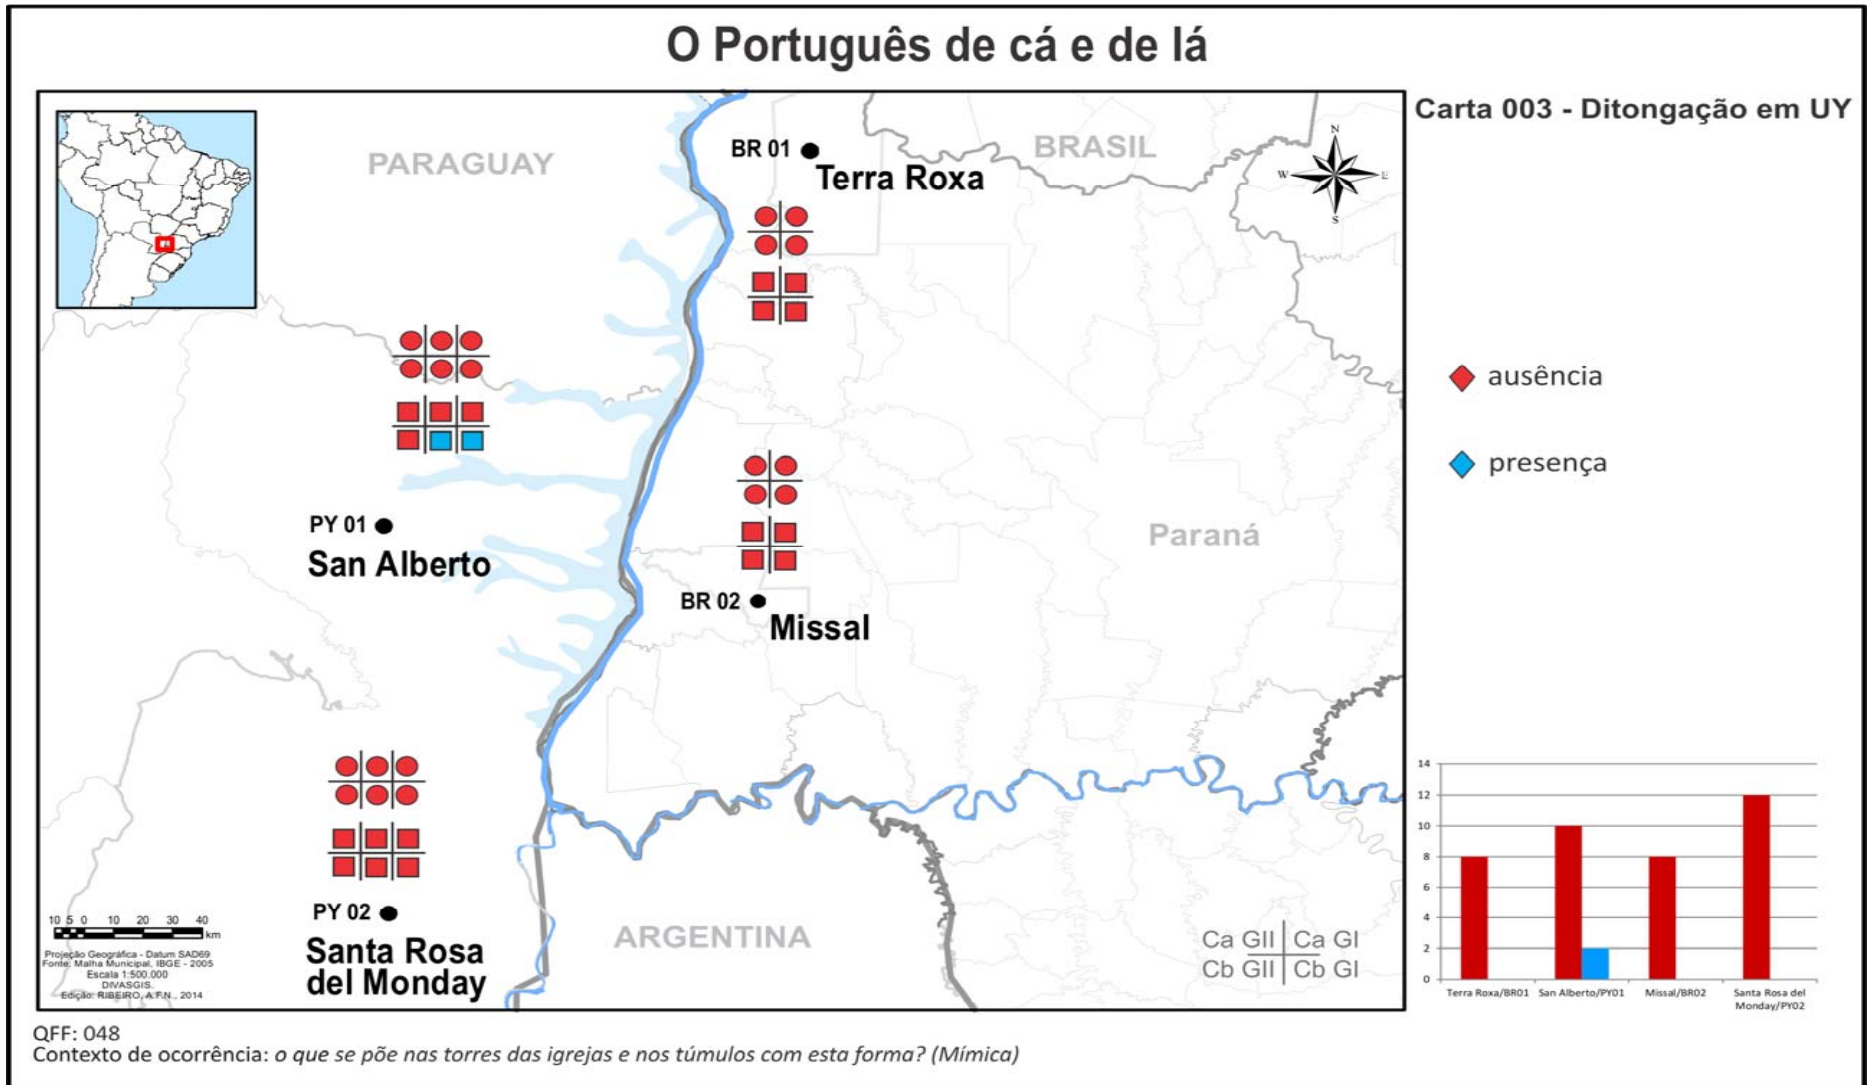 O Português de cá e de lá
Carta 003 - Ditongação em UY
PARAGUAY
BRASIL
BR 01
Terra Roxa
N
W
E
S
ausência
presença
PY 01
San Alberto
Paraná
BR 02
Missal
PY 02
Santa Rosa
del Monday
ARGENTINA
Ca GII Ca GI
Cb GII Cb GI
10 5 0 10 20 30 40
km
Projeção Geográfica - Datum SAD69
Fonte: Malha Municipal, IBGE - 2005
Escala 1:500.000
DIVASGIS.
Edição: RIBEIRO, A.F.N., 2014
14
12
10
8
6
4
2
0
Terra Roxa/BR01 San Alberto/PY01 Missal/BR02 Santa Rosa del
Monday/PY02
QFF: 048
Contexto de ocorrência: o que se põe nas torres das igrejas e nos túmulos com esta forma? (Mímica)